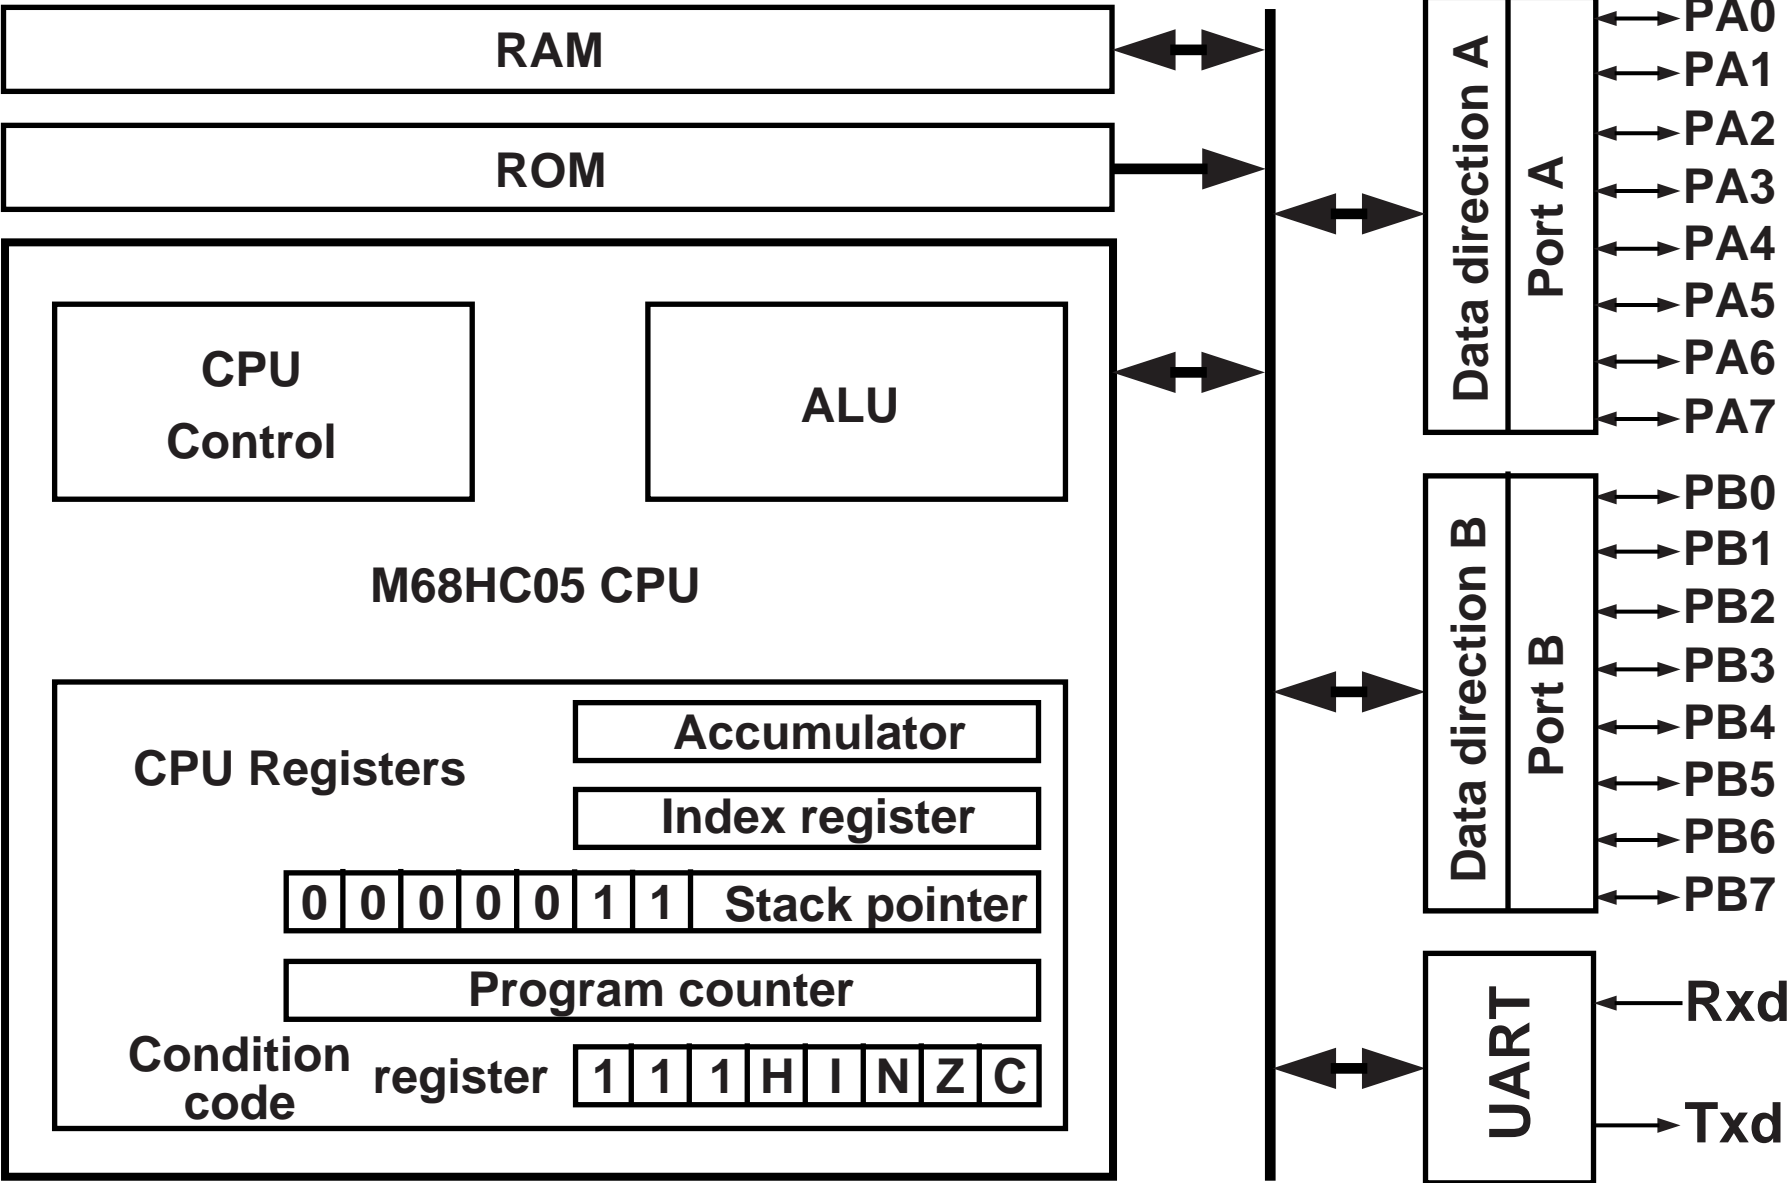 RAM
ROM
CPU
Control
ALU
M68HC05 CPU
CPU Registers
Accumulator
Index register
0 0 0 0 0 1 1 Stack pointer
Program counter
Condition
code
register 1 1 1 H I N Z C
Data direction A
Port A
PA0
PA1
PA2
PA3
PA4
PA5
PA6
PA7
Data direction B
Port B
PB0
PB1
PB2
PB3
PB4
PB5
PB6
PB7
UART
Rxd
Txd